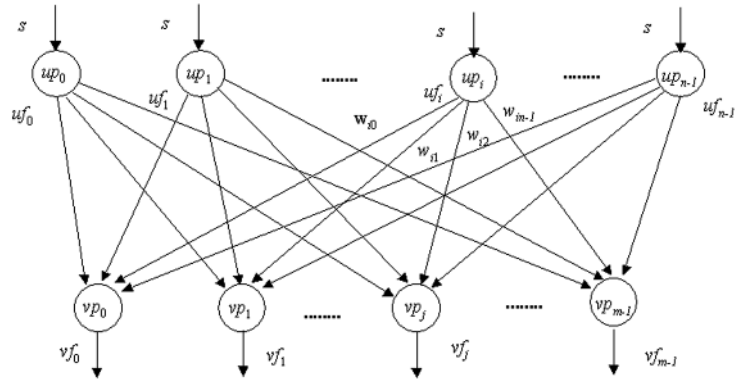 s s s s
up0 up1 ........ upi ........ upn-1
uf0 uf1 wi0 ufi win-1 ufn-1
wi1 wi2
vp0 vp1 ........ vpj ........ vpm-1
vf0 vf1 vfj vfm-1